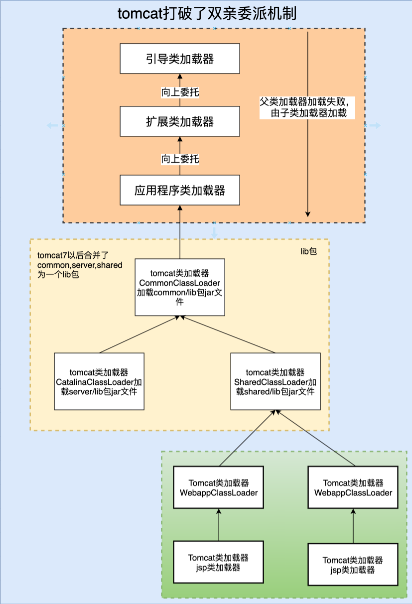 tomcat打破了双亲委派机制
引导类加载器
向上委托
父类加载器加载失败，
由子类加载器加载
扩展类加载器
向上委托
应用程序类加载器
tomcat7以后合并了
common,server,shared
为一个lib包
lib包
tomcat类加载器
CommonClassLoader
加载common/lib包jar文
件
tomcat类加载器
CatalinaClassLoader加
载server/lib包jar文件
tomcat类加载器
SharedClassLoader加
载shared/lib包jar文件
Tomcat类加载器
WebappClassLoader
Tomcat类加载器
WebappClassLoader
Tomcat类加载器
jsp类加载器
Tomcat类加载器
jsp类加载器